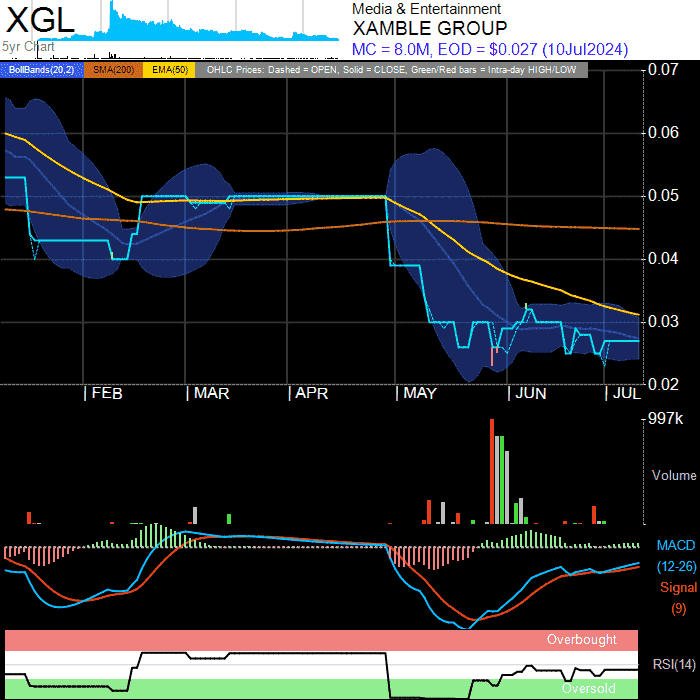 XGL
5yr Chart
Media & Entertainment
XAMBLE GROUP
MC = 8.0M, EOD = $0.027 (10Jul2024)
BollBands(20,2) SMA(200) EMA(50) OHLC Prices: Dashed = OPEN, Solid = CLOSE, Green/Red bars = Intra-day HIGH/LOW
0.07
0.06
0.05
0.04
0.03
0.02
FEB MAR APR MAY JUN JUL
997k
Volume
MACD
(12-26)
Signal
(9)
Overbought
RSI(14)
Oversold